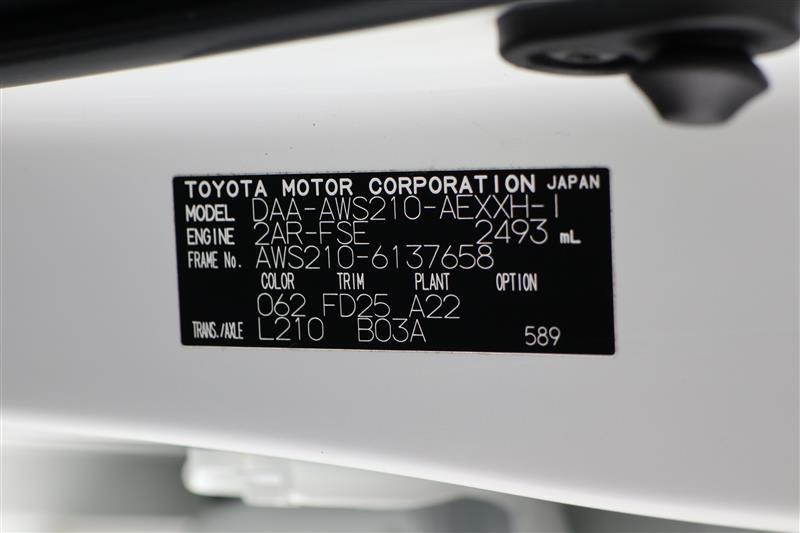 TOYOTA MOTOR CORPORATION JAPAN
MODEL DAA-AWS210-AEXXH-I
ENGINE 2AR-FSE 2493 mL
FRAME No. AWS210-6137658
COLOR TRIM PLANT OPTION
062 FD25 A22
TRANS./AXLE L210 B03A 589